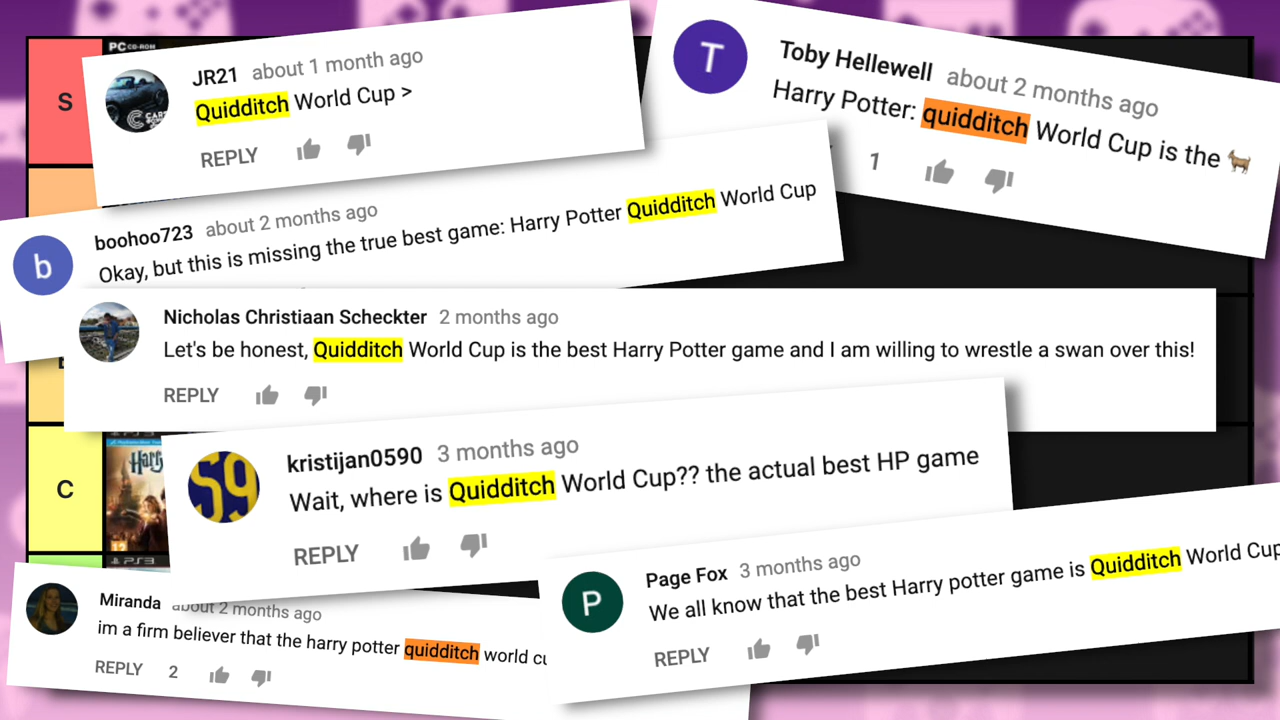 PC CD-ROM
S
JR21 about 1 month ago
Quidditch World Cup >
REPLY
T
Toby Hellewell about 2 months ago
Harry Potter: quidditch World Cup is the 🐐
1
b
boohoo723 about 2 months ago
Okay, but this is missing the true best game: Harry Potter Quidditch World Cup
Nicholas Christiaan Scheckter 2 months ago
Let's be honest, Quidditch World Cup is the best Harry Potter game and I am willing to wrestle a swan over this!
REPLY
C
Harry
12
S9
kristijan0590 3 months ago
Wait, where is Quidditch World Cup?? the actual best HP game
REPLY
PS3
Miranda about 2 months ago
im a firm believer that the harry potter quidditch world cu
REPLY 2
P
Page Fox 3 months ago
We all know that the best Harry potter game is Quidditch World Cup
REPLY